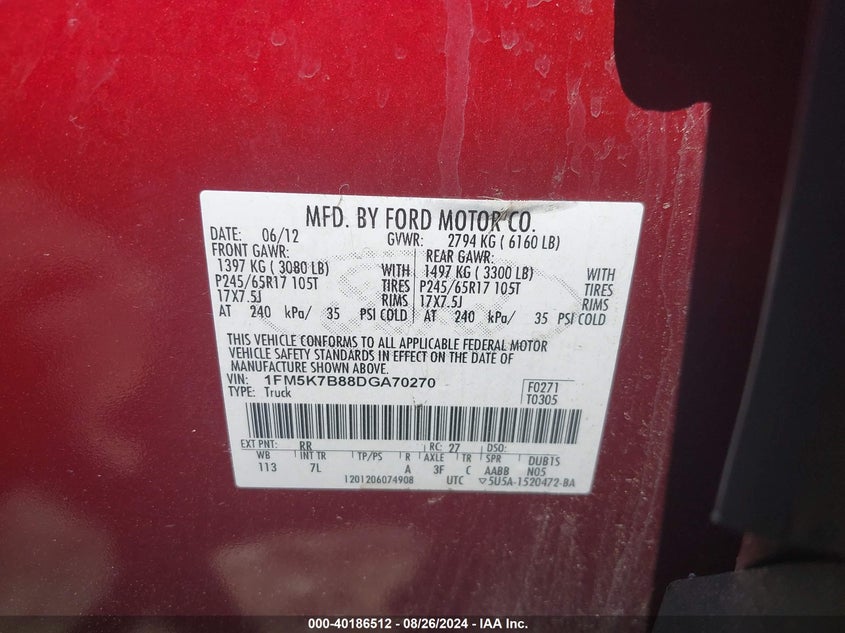 MFD. BY FORD MOTOR CO.
DATE: 06/12 GVWR: 2794 KG ( 6160 LB)
FRONT GAWR: REAR GAWR:
1397 KG ( 3080 LB) WITH 1497 KG ( 3300 LB) WITH
P245/65R17 105T TIRES P245/65R17 105T TIRES
17X7.5J RIMS 17X7.5J RIMS
AT 240 kPa/ 35 PSI COLD AT 240 kPa/ 35 PSI COLD
THIS VEHICLE CONFORMS TO ALL APPLICABLE FEDERAL MOTOR
VEHICLE SAFETY STANDARDS IN EFFECT ON THE DATE OF
MANUFACTURE SHOWN ABOVE.
VIN: 1FM5K7B88DGA70270 F0271
TYPE: Truck T0305
EXT PNT: RR RC: 27 DSO:
WB INT TR TP/PS R AXLE TR SPR DUB1S
113 7L A 3F C AABB N05
1201206074908 UTC ▽5U5A-1520472-BA
000-40186512 - 08/26/2024 - IAA Inc.